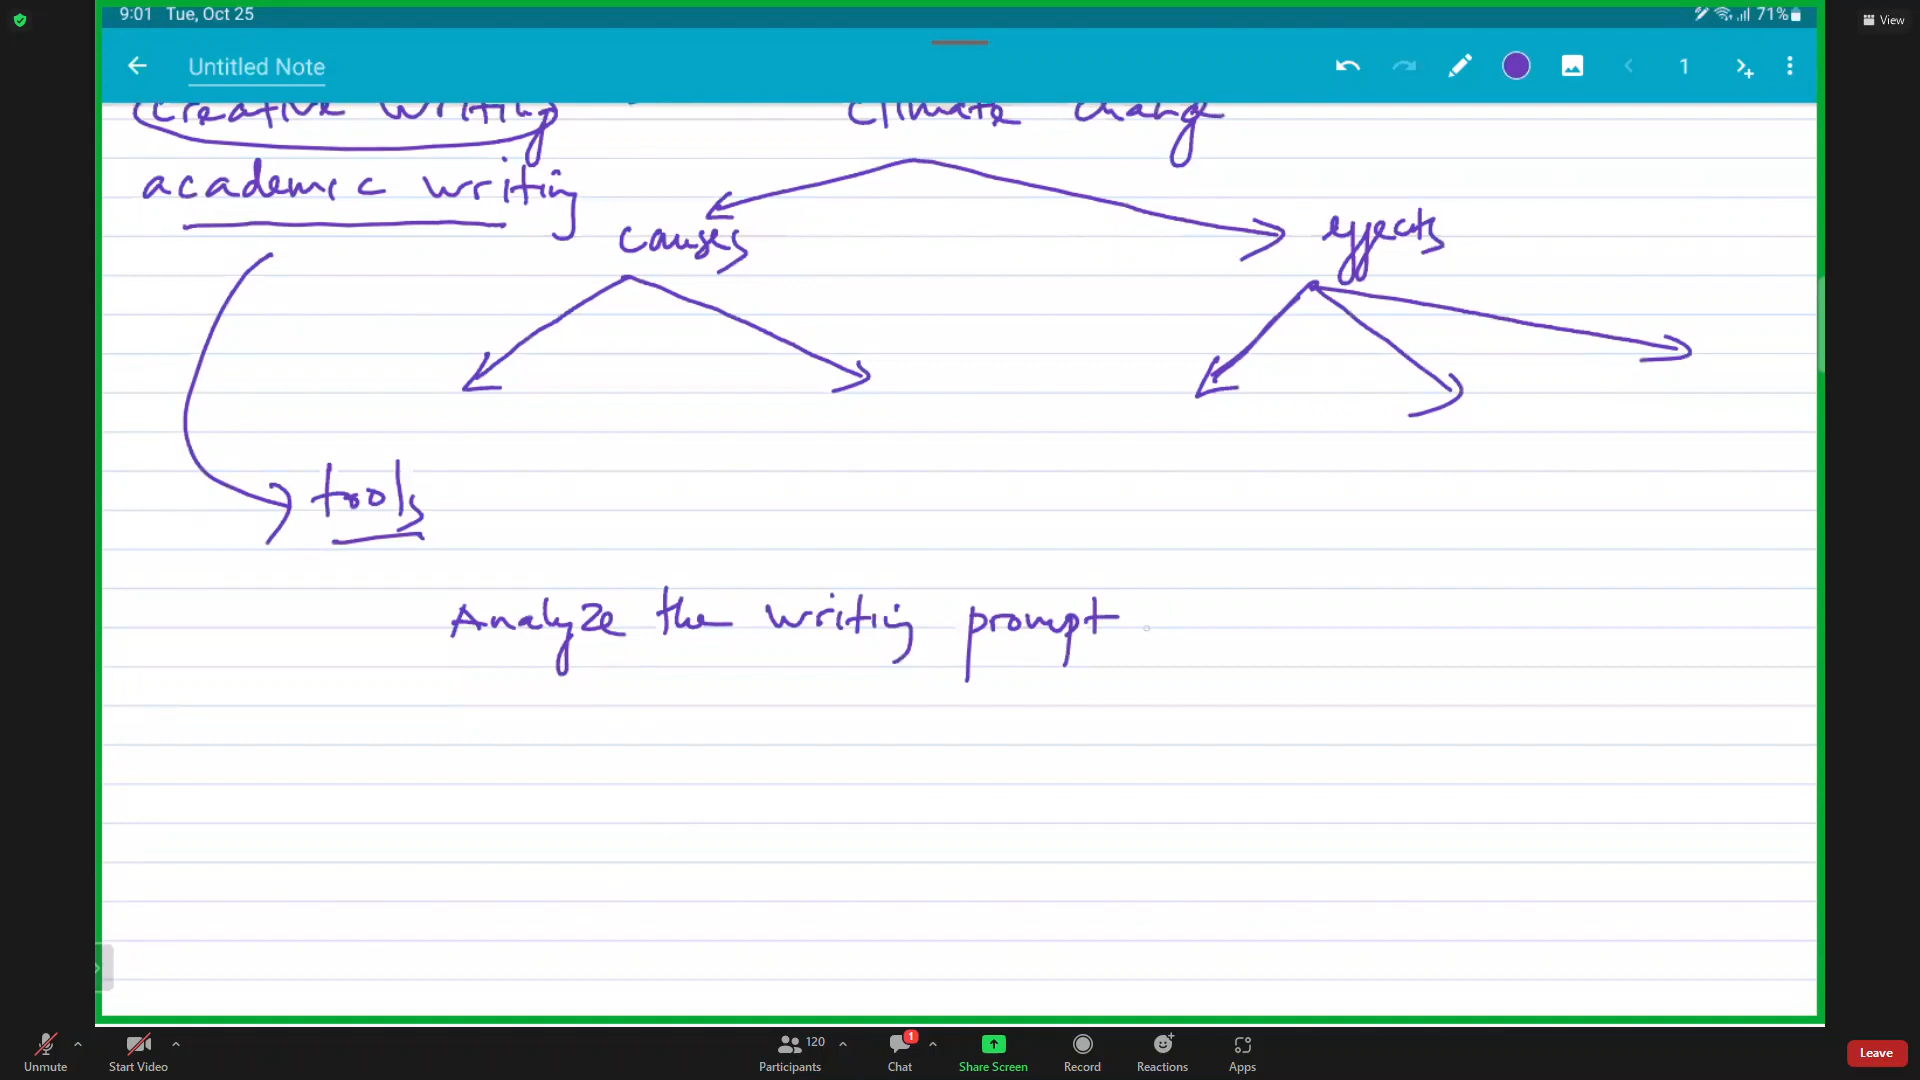 9:01 Tue, Oct 25 71%
View
Untitled Note 1
Creative writing
Climate change
academic writing
causes
effects
tools
Analyze the writing prompt
Unmute
Start Video
120
Participants
1
Chat
Share Screen
Record
Reactions
Apps
Leave